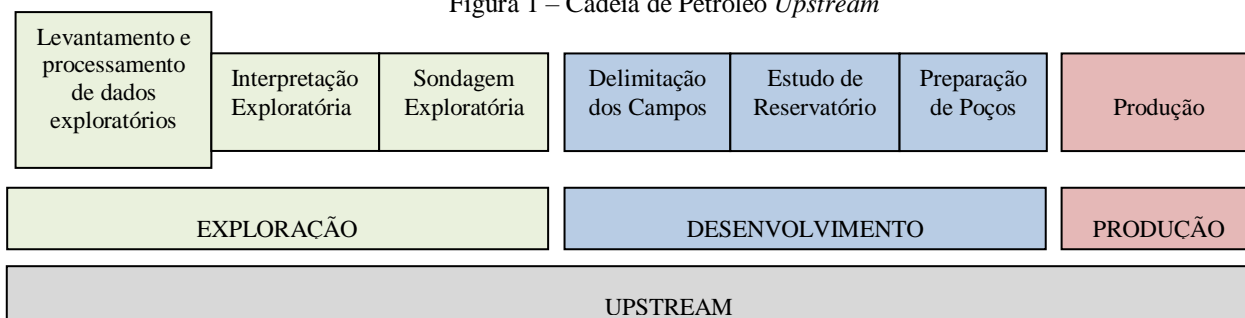 Figura 1 – Cadeia de Petróleo Upstream
Levantamento e
processamento
de dados
exploratórios
Interpretação
Exploratória
Sondagem
Exploratória
Delimitação
dos Campos
Estudo de
Reservatório
Preparação
de Poços
Produção
EXPLORAÇÃO
DESENVOLVIMENTO
PRODUÇÃO
UPSTREAM